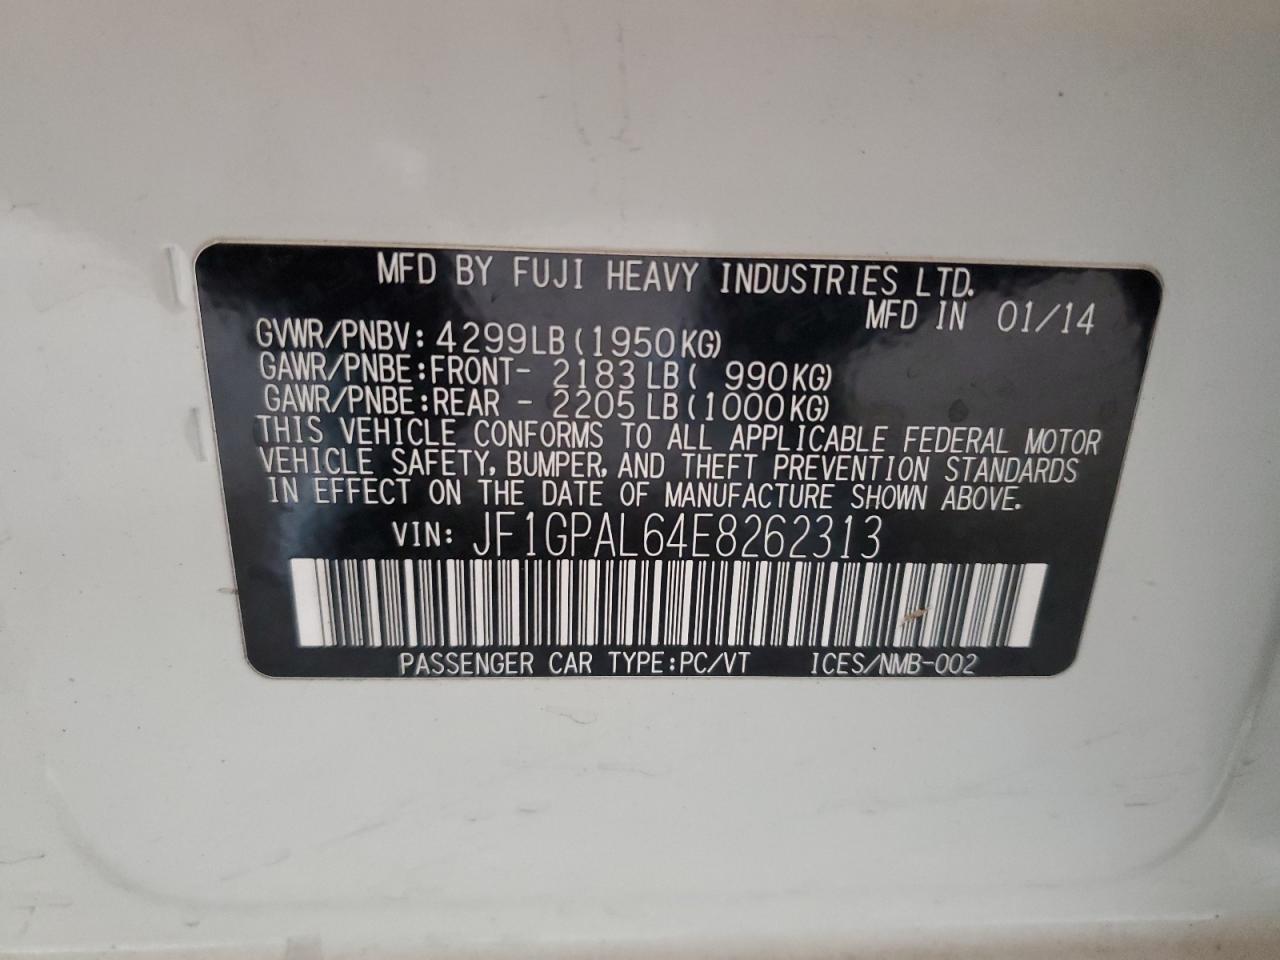 MFD BY FUJI HEAVY INDUSTRIES LTD.
MFD IN 01/14
GVWR/PNBV: 4299LB(1950KG)
GAWR/PNBE:FRONT- 2183LB( 990KG)
GAWR/PNBE:REAR - 2205LB(1000KG)
THIS VEHICLE CONFORMS TO ALL APPLICABLE FEDERAL MOTOR
VEHICLE SAFETY, BUMPER, AND THEFT PREVENTION STANDARDS
IN EFFECT ON THE DATE OF MANUFACTURE SHOWN ABOVE.
VIN: JF1GPAL64E8262313
PASSENGER CAR TYPE:PC/VT ICES/NMB-002